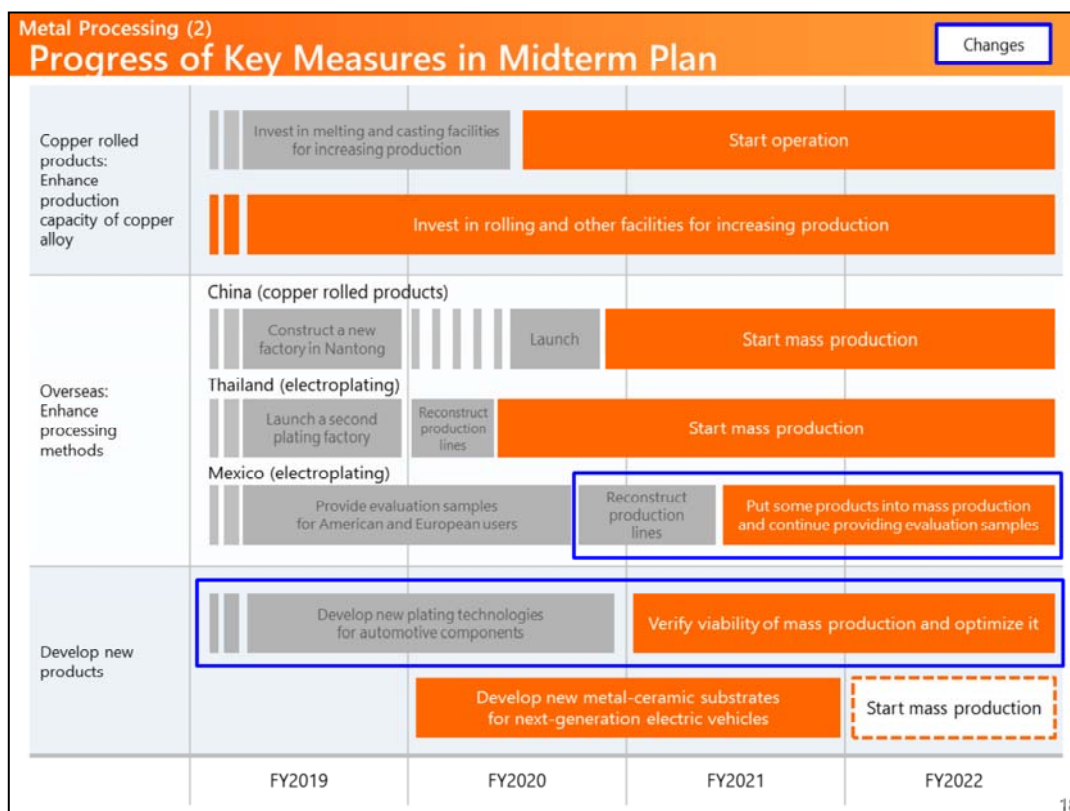 Metal Processing (2)
Progress of Key Measures in Midterm Plan
Changes
Copper rolled
products:
Enhance
production
capacity of copper
alloy
Invest in melting and casting facilities
for increasing production
Start operation
Invest in rolling and other facilities for increasing production
Overseas:
Enhance
processing
methods
China (copper rolled products)
Construct a new
factory in Nantong
Launch
Start mass production
Thailand (electroplating)
Launch a second
plating factory
Reconstruct
production
lines
Start mass production
Mexico (electroplating)
Provide evaluation samples
for American and European users
Reconstruct
production
lines
Put some products into mass production
and continue providing evaluation samples
Develop new
products
Develop new plating technologies
for automotive components
Verify viability of mass production and optimize it
Develop new metal-ceramic substrates
for next-generation electric vehicles
Start mass production
FY2019
FY2020
FY2021
FY2022